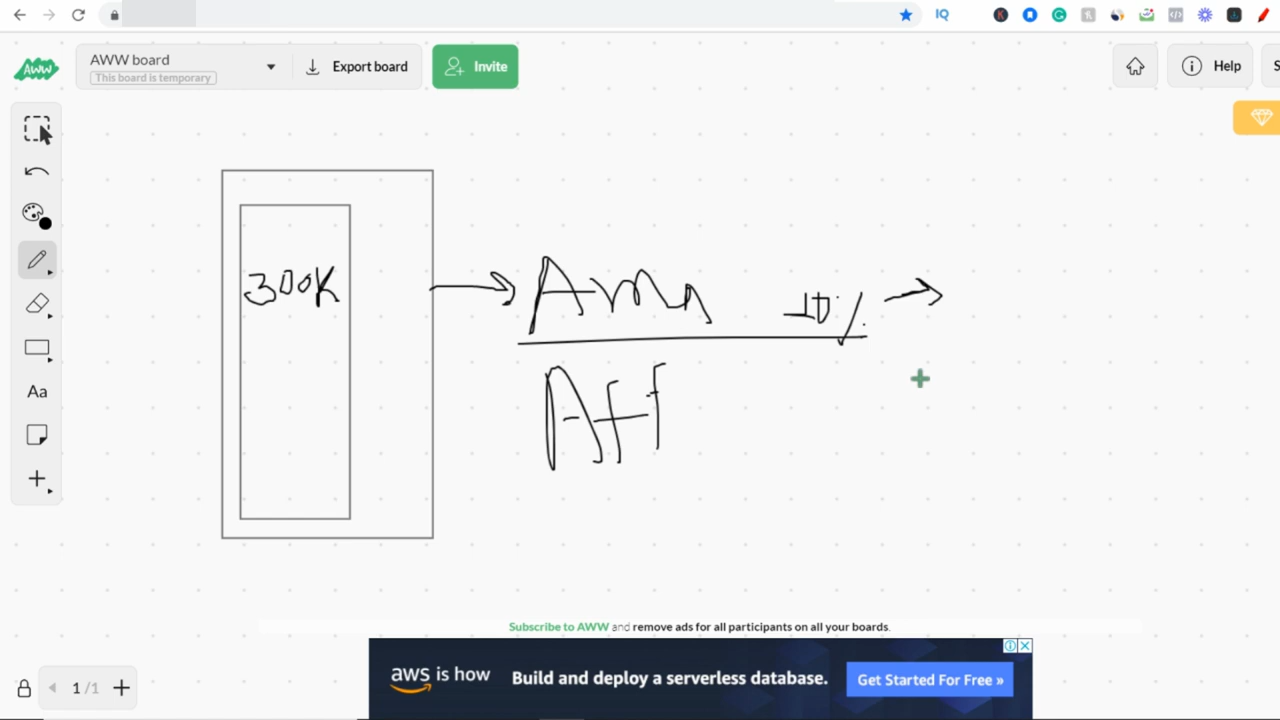 IQ
AWW
AWW board
This board is temporary
Export board
Invite
Help
S
300K
Ama 10%
Aff
Aa
Subscribe to AWW and remove ads for all participants on all your boards.
aws is how
Build and deploy a serverless database.
Get Started For Free »
1 / 1